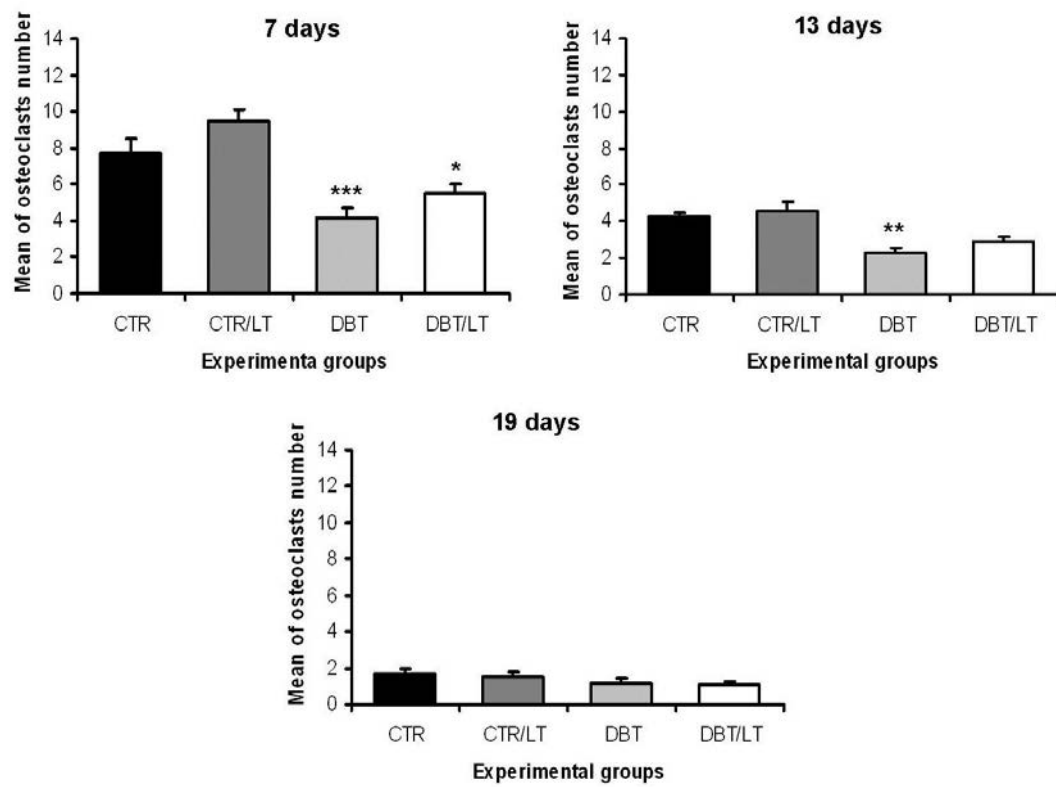 7 days
Mean of osteoclasts number
14
12
10
8
6
4
2
0
***
*
CTR
CTR/LT
DBT
DBT/LT
Experimenta groups
13 days
Mean of osteoclasts number
14
12
10
8
6
4
2
0
**
CTR
CTR/LT
DBT
DBT/LT
Experimental groups
19 days
Mean of osteoclasts number
14
12
10
8
6
4
2
0
CTR
CTR/LT
DBT
DBT/LT
Experimental groups